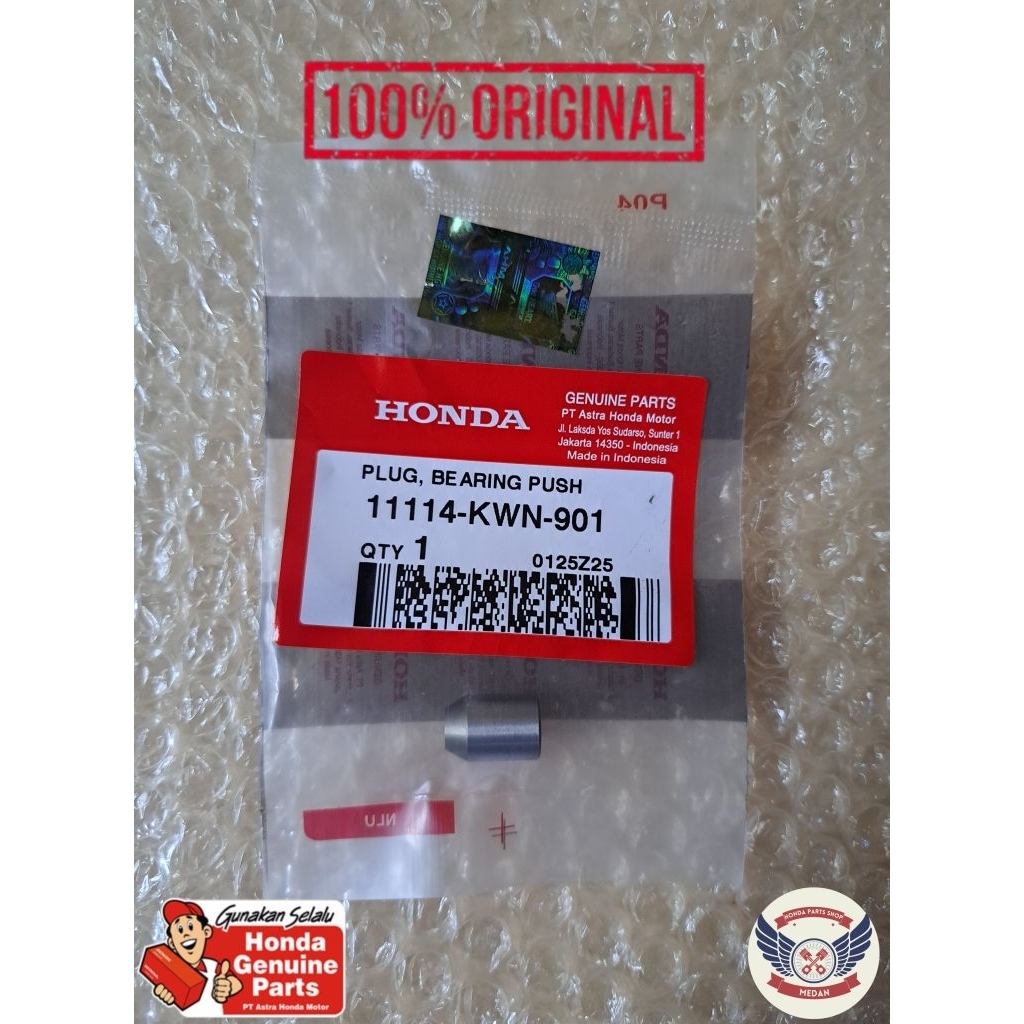 100% ORIGINAL
P04
HONDA
GENUINE PARTS
PT Astra Honda Motor
Jl. Laksda Yos Sudarso, Sunter 1
Jakarta 14350 - Indonesia
Made in Indonesia
PLUG, BEARING PUSH
11114-KWN-901
QTY 1
0125Z25
NLU
Gunakan Selalu
Honda
Genuine
Parts
PT Astra Honda Motor
HONDA PARTS SHOP
MEDAN